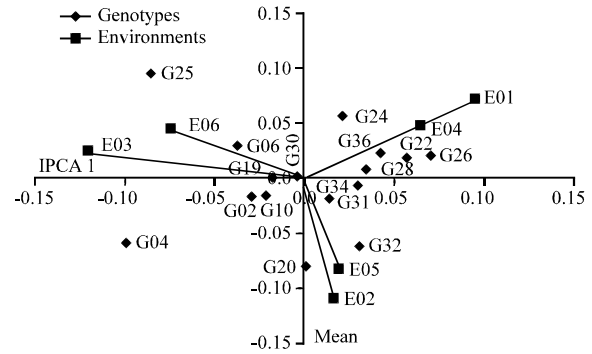 0.15
Genotypes
Environments
0.10
G25
E01
0.05
G24
E06
E04
G36
G22
E03
G06
G30
G26
IPCA 1
G19
G28
0.00
-0.15
-0.10
-0.05
0.0
0.05
0.10
0.15
G34
G02
G10
G31
-0.05
G04
G32
G20
E05
-0.10
E02
-0.15
Mean